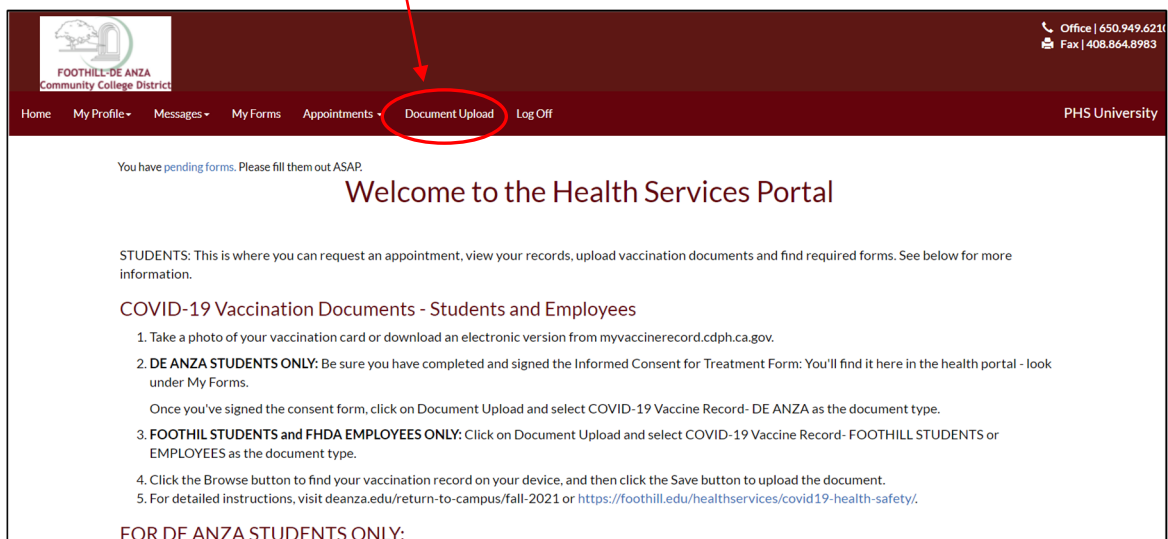 FOOTHILL-DE ANZA
Community College District
Office | 650.949.6210
Fax | 408.864.8983
Home My Profile Messages My Forms Appointments Document Upload Log Off PHS University
You have pending forms. Please fill them out ASAP.
Welcome to the Health Services Portal
STUDENTS: This is where you can request an appointment, view your records, upload vaccination documents and find required forms. See below for more
information.
COVID-19 Vaccination Documents - Students and Employees
1. Take a photo of your vaccination card or download an electronic version from myvaccinerecord.cdph.ca.gov.
2. DE ANZA STUDENTS ONLY: Be sure you have completed and signed the Informed Consent for Treatment Form: You'll find it here in the health portal - look
under My Forms.
Once you've signed the consent form, click on Document Upload and select COVID-19 Vaccine Record- DE ANZA as the document type.
3. FOOTHIL STUDENTS and FHDA EMPLOYEES ONLY: Click on Document Upload and select COVID-19 Vaccine Record- FOOTHILL STUDENTS or
EMPLOYEES as the document type.
4. Click the Browse button to find your vaccination record on your device, and then click the Save button to upload the document.
5. For detailed instructions, visit deanza.edu/return-to-campus/fall-2021 or https://foothill.edu/healthservices/covid19-health-safety/.
FOR DE ANZA STUDENTS ONLY: